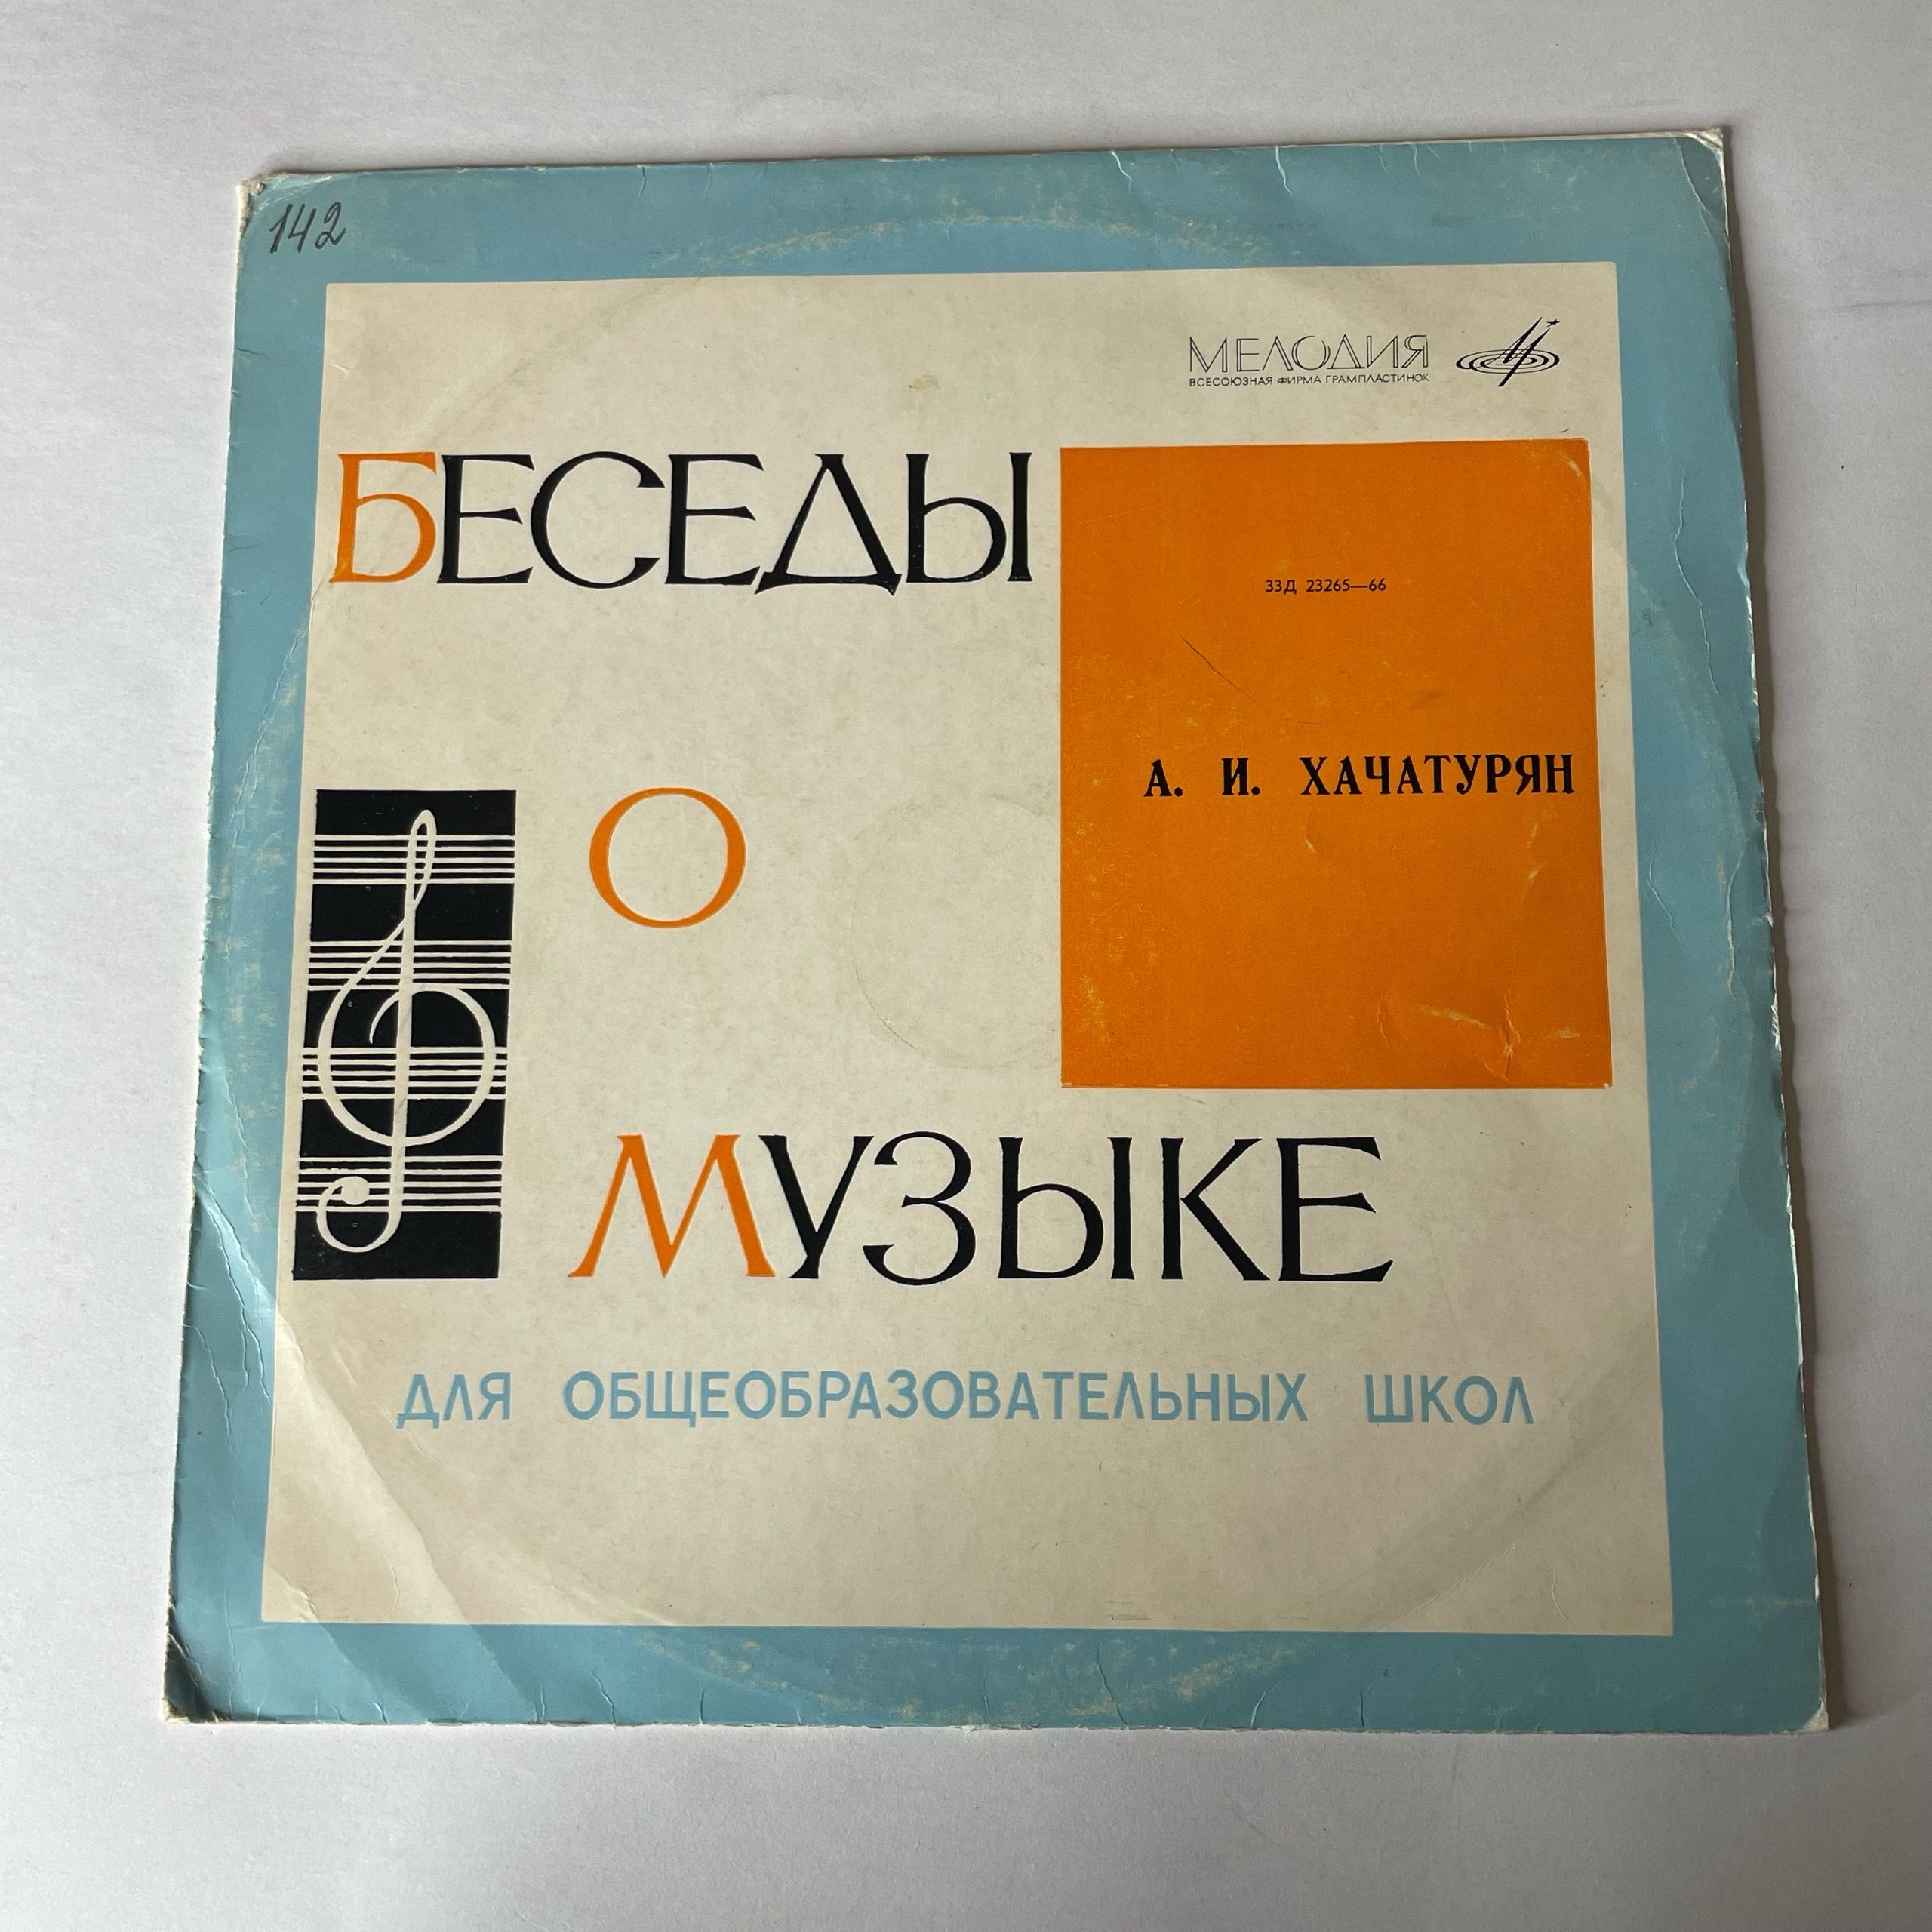 142
МЕЛОДИЯ
ВСЕСОЮЗНАЯ ФИРМА ГРАМПЛАСТИНОК
БЕСЕДЫ
33Д 23265—66
А. И. ХАЧАТУРЯН
О
МУЗЫКЕ
ДЛЯ ОБЩЕОБРАЗОВАТЕЛЬНЫХ ШКОЛ